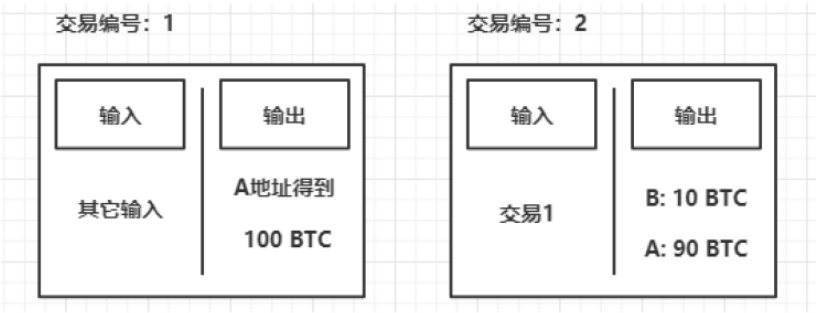 交易编号：1
输入
输出
其它输入
A地址得到
100 BTC
交易编号：2
输入
输出
交易1
B: 10 BTC
A: 90 BTC